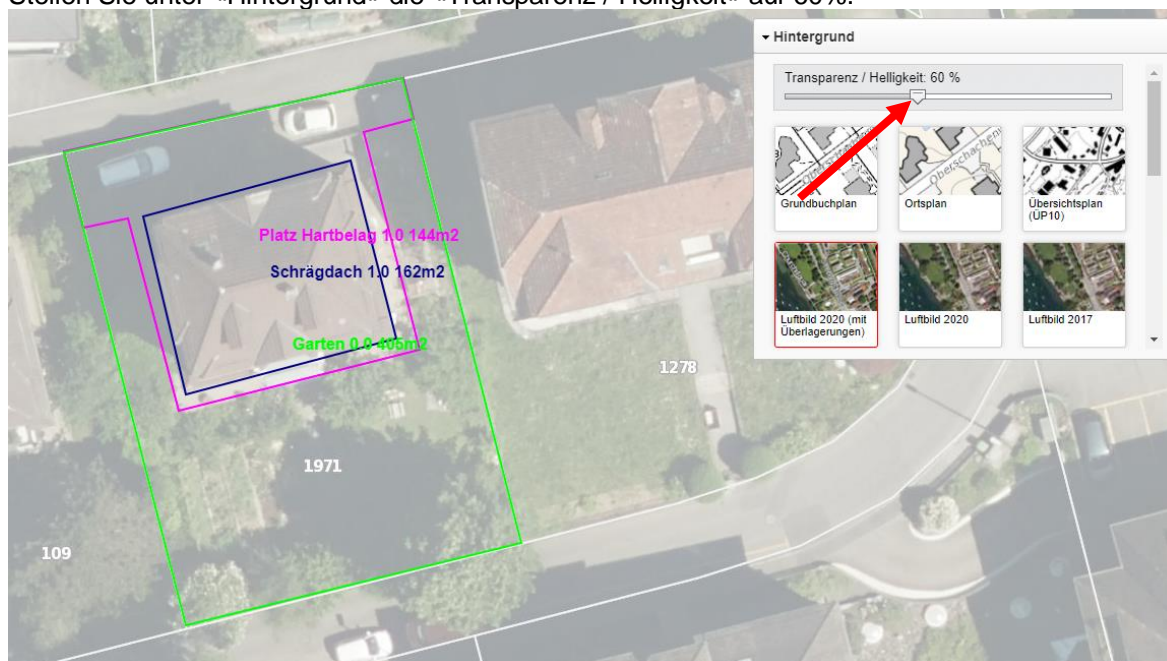 Stellen Sie unter «Hintergrund» die «Transparenz / Helligkeit» auf 60%.
Hintergrund
Transparenz / Helligkeit: 60 %
Grundbuchplan
Ortsplan
Übersichtsplan
(ÜP10)
Oberschachen
Luftbild 2020 (mit
Überlagerungen)
Luftbild 2020
Luftbild 2017
Platz Hartbelag 1.0 144m2
Schrägdach 1.0 162m2
Garten 0.0 405m2
1278
1971
109